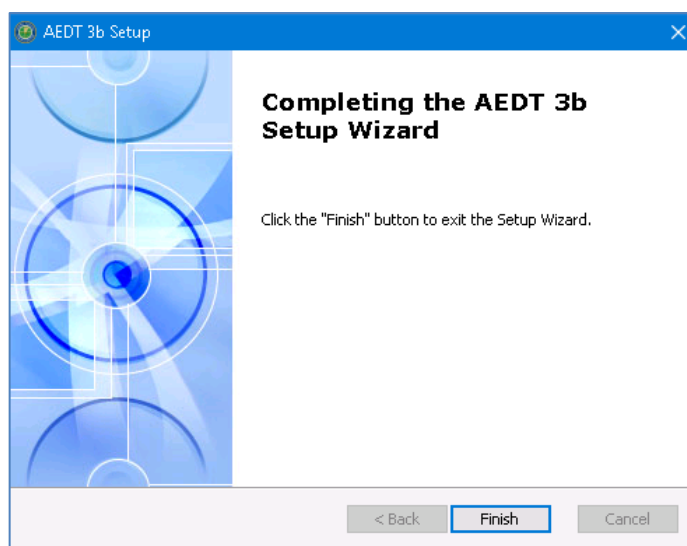 AEDT 3b Setup
Completing the AEDT 3b
Setup Wizard
Click the "Finish" button to exit the Setup Wizard.
< Back Finish Cancel